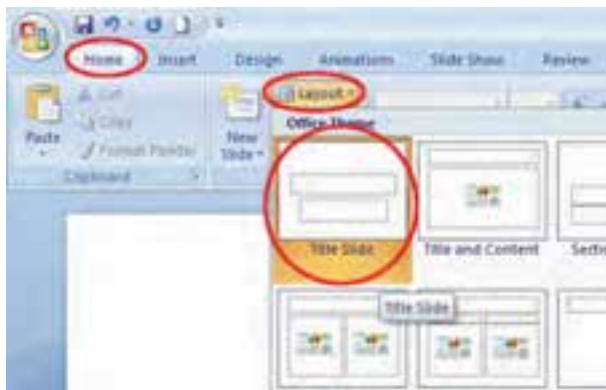 Home Insert Design Animations Slide Show Review
Cut
Copy
Format Painter
Paste
Clipboard
New
Slide
Layout
Office Theme
Title Slide
Title and Content
Title Slide